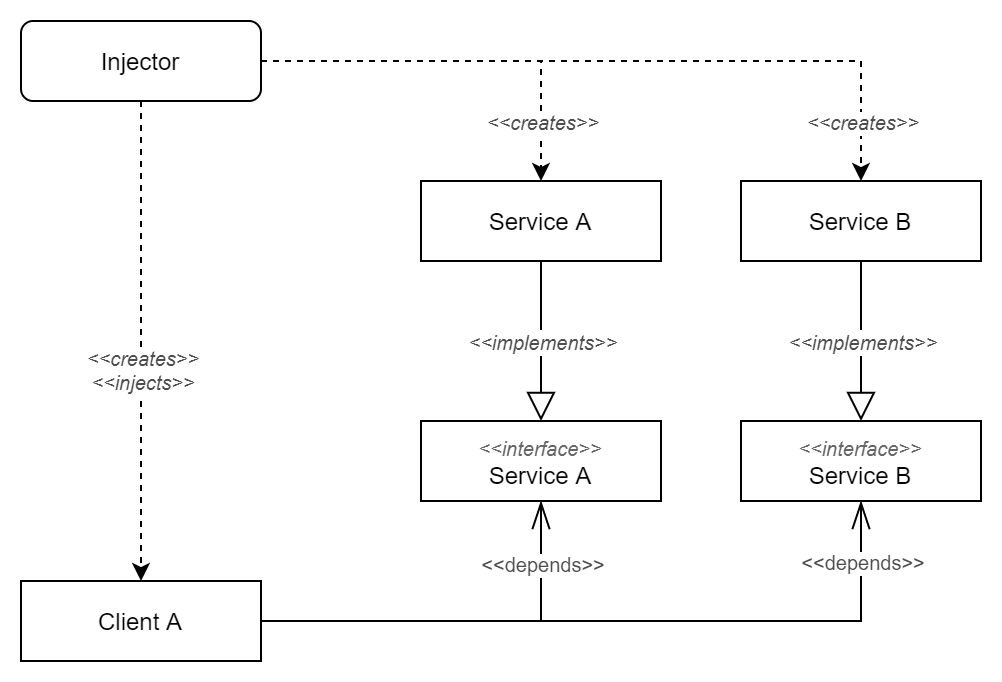 Injector
<<creates>>
<<creates>>
Service A
Service B
<<implements>>
<<implements>>
<<creates>>
<<injects>>
<<interface>>
Service A
<<interface>>
Service B
<<depends>>
<<depends>>
Client A